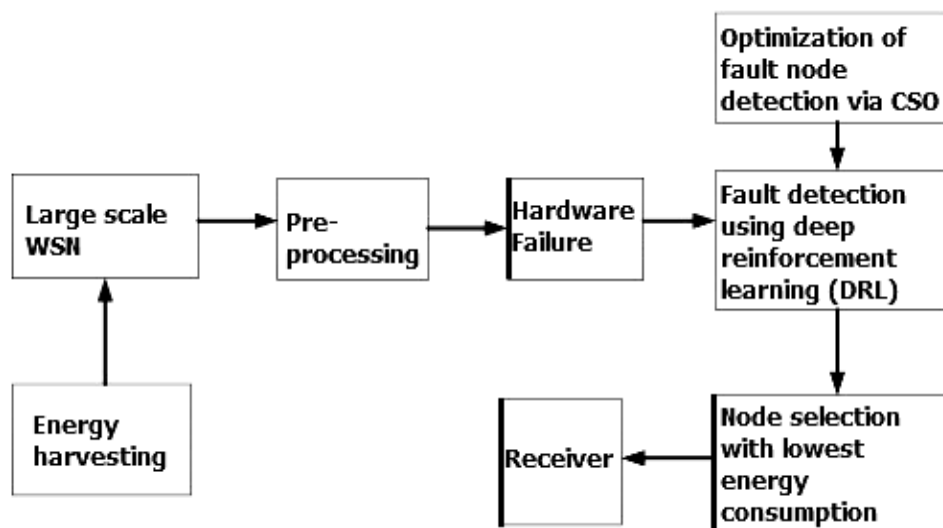 Optimization of
fault node
detection via CSO
Large scale
WSN
Pre-
processing
Hardware
Failure
Fault detection
using deep
reinforcement
learning (DRL)
Energy
harvesting
Receiver
Node selection
with lowest
energy
consumption